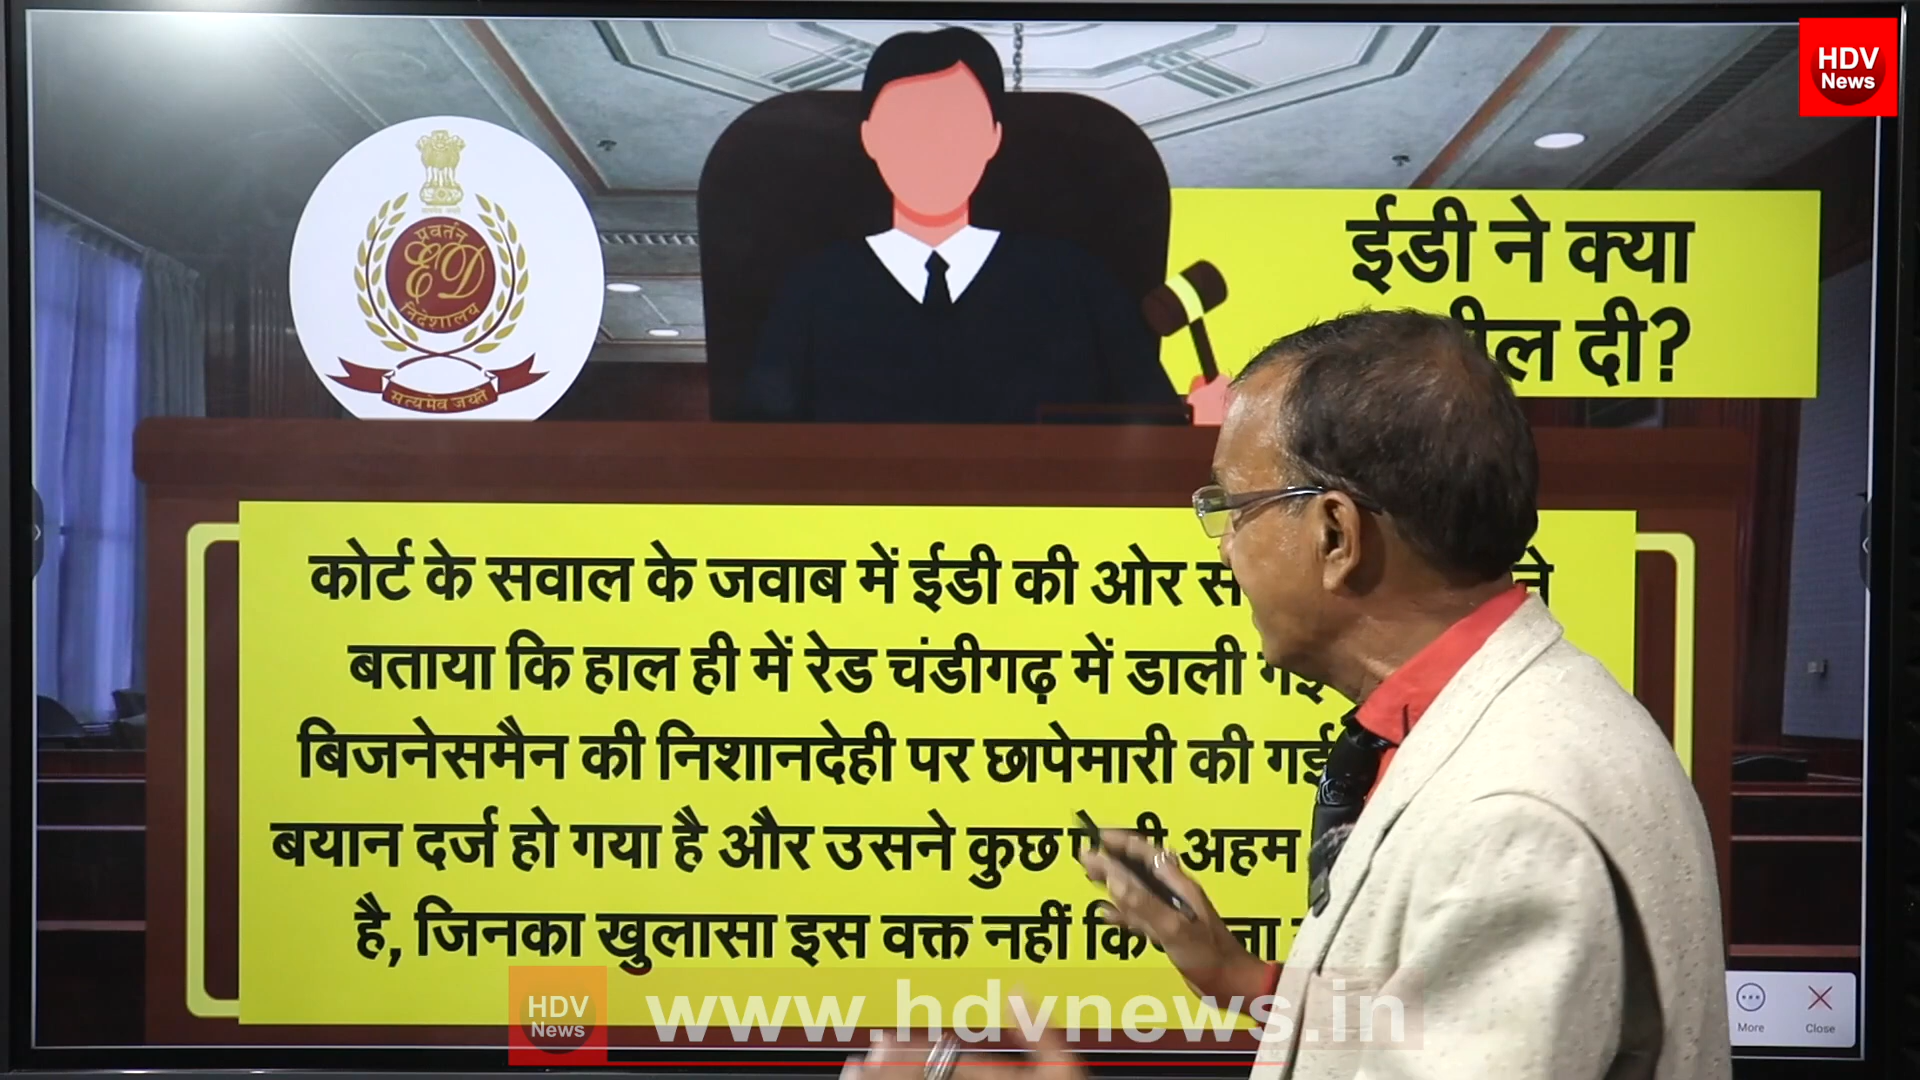 HDV
News
प्रवर्तन
ED
निदेशालय
सत्यमेव जयते
ईडी ने क्या
दी?
कोर्ट के सवाल के जवाब में ईडी की ओर
बताया कि हाल ही में रेड चंडीगढ़ में डाली
बिजनेसमैन की निशानदेही पर छापेमारी की गई
बयान दर्ज हो गया है और उसने कुछ अहम
है, जिनका खुलासा इस वक्त नहीं
HDV
News
www.hdvnews.in
More
Close